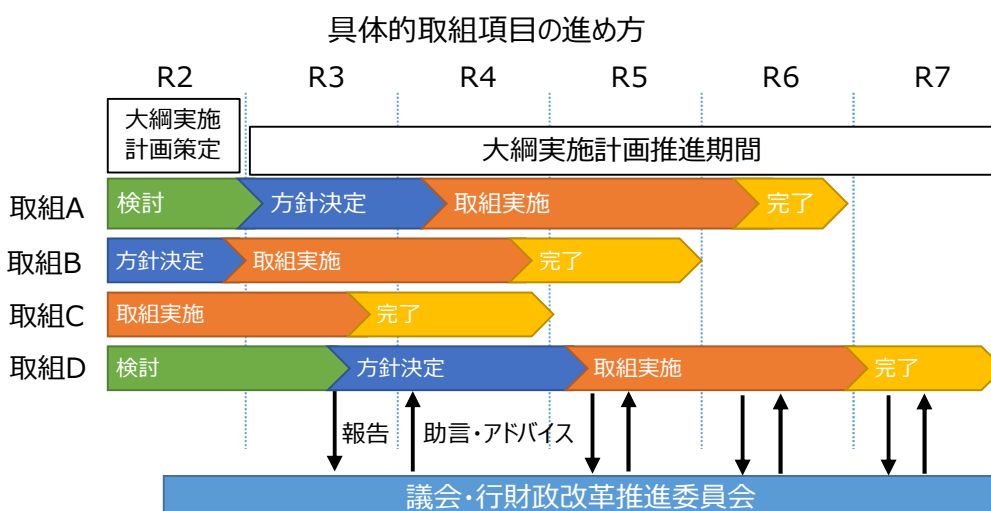 具体的取組項目の進め方
R2 R3 R4 R5 R6 R7
大綱実施
計画策定
大綱実施計画推進期間
取組A 検討 方針決定 取組実施 完了
取組B 方針決定 取組実施 完了
取組C 取組実施 完了
取組D 検討 方針決定 取組実施 完了
報告 助言・アドバイス
議会・行財政改革推進委員会